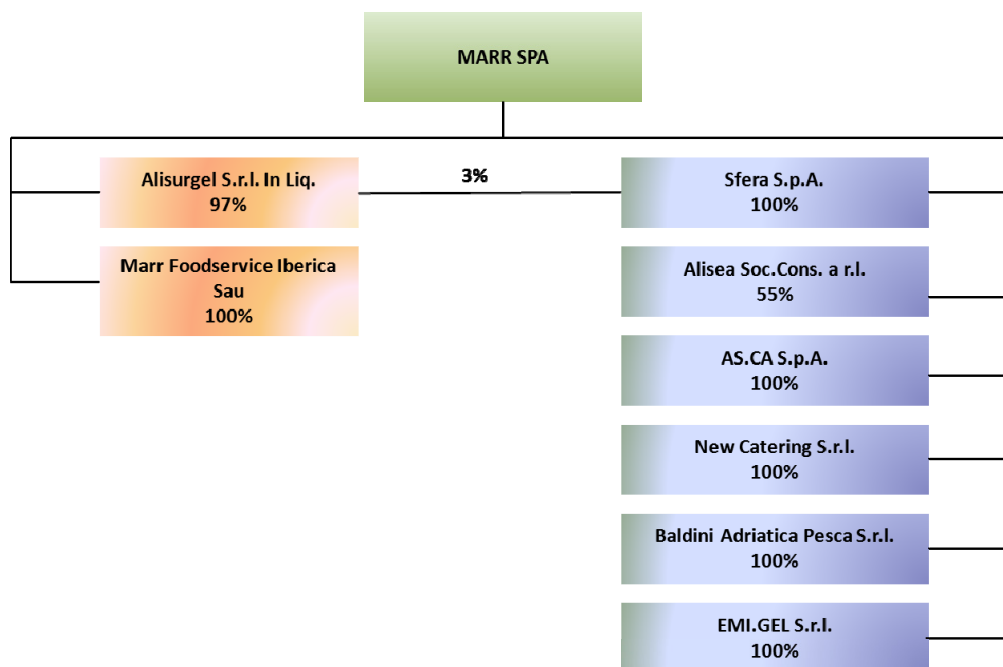 MARR SPA
Alisurgel S.r.l. In Liq.
97%
3%
Sfera S.p.A.
100%
Marr Foodservice Iberica
Sau
100%
Alisea Soc.Cons. a r.l.
55%
AS.CA S.p.A.
100%
New Catering S.r.l.
100%
Baldini Adriatica Pesca S.r.l.
100%
EMI.GEL S.r.l.
100%